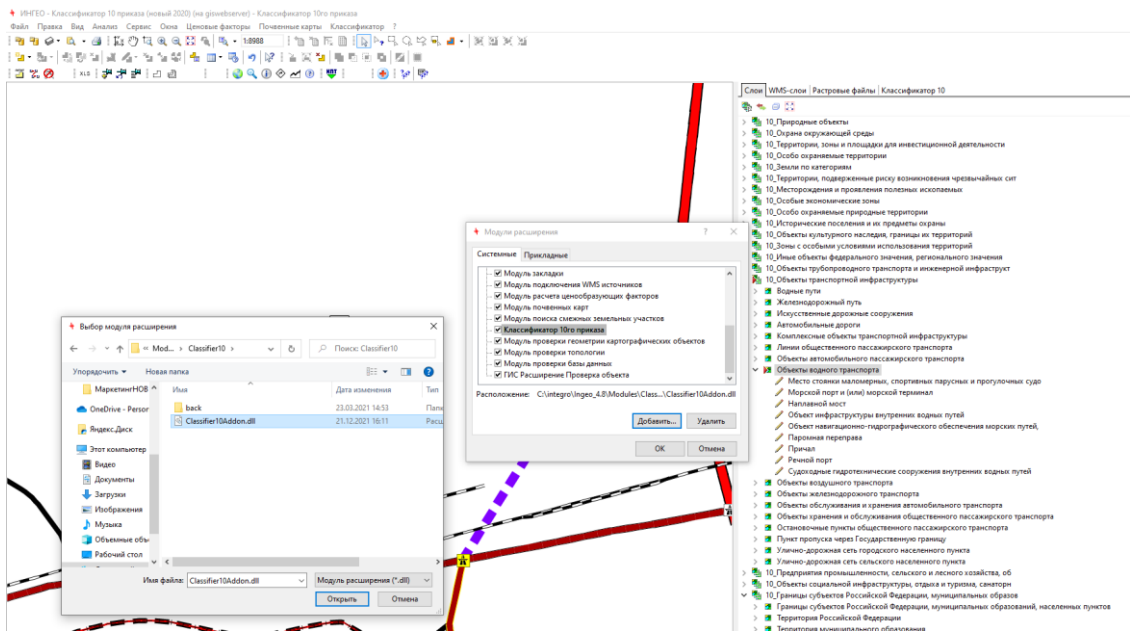 ИНГЕО - Классификатор 10 приказа (новый 2020) (на giswebserver) - Классификатор 10го приказа
Файл Правка Вид Анализ Сервис Окна Ценовые факторы Почвенные карты Классификатор ?
1:8988
XLS
Слои WMS-слои Растровые файлы Классификатор 10
10_Природные объекты
10_Охрана окружающей среды
10_Территории, зоны и площадки для инвестиционной деятельности
10_Особо охраняемые территории
10_Земли по категориям
10_Территории, подверженные риску возникновения чрезвычайных сит
10_Месторождения и проявления полезных ископаемых
10_Особые экономические зоны
10_Особо охраняемые природные территории
10_Исторические поселения и их предметы охраны
10_Объекты культурного наследия, границы их территорий
10_Зоны с особыми условиями использования территорий
10_Иные объекты федерального значения, регионального значения
10_Объекты трубопроводного транспорта и инженерной инфраструкт
10_Объекты транспортной инфраструктуры
Водные пути
Железнодорожный путь
Искусственные дорожные сооружения
Автомобильные дороги
Комплексные объекты транспортной инфраструктуры
Линии общественного пассажирского транспорта
Объекты автомобильного пассажирского транспорта
Объекты водного транспорта
Место стоянки маломерных, спортивных парусных и прогулочных судо
Морской порт и (или) морской терминал
Наплавной мост
Объект инфраструктуры внутренних водных путей
Объект навигационно-гидрографического обеспечения морских путей,
Паромная переправа
Причал
Речной порт
Судоходные гидротехнические сооружения внутренних водных путей
Объекты воздушного транспорта
Объекты железнодорожного транспорта
Объекты обслуживания и хранения автомобильного транспорта
Объекты хранения и обслуживания общественного пассажирского транспорта
Остановочные пункты общественного пассажирского транспорта
Пункт пропуска через Государственную границу
Улично-дорожная сеть городского населенного пункта
Улично-дорожная сеть сельского населенного пункта
10_Предприятия промышленности, сельского и лесного хозяйства, об
10_Объекты социальной инфраструктуры, отдыха и туризма, санаторн
10_Границы субъектов Российской Федерации, муниципальных образов
Границы субъектов Российской Федерации, муниципальных образований, населенных пунктов
Территория Российской Федерации
Территория муниципального образования
Модули расширения ?
Системные Прикладные
Модуль закладки
Модуль подключения WMS источников
Модуль расчета ценообразующих факторов
Модуль почвенных карт
Модуль поиска смежных земельных участков
Классификатор 10го приказа
Модуль проверки геометрии картографических объектов
Модуль проверки топологии
Модуль проверки базы данных
ГИС Расширение Проверка объекта
Расположение: C:\integro\Ingeo_4.8\Modules\Class...\Classifier10Addon.dll
Добавить... Удалить
ОК Отмена
Выбор модуля расширения
« Mod... > Classifier10 > Поиск: Classifier10
Упорядочить Новая папка
Имя Дата изменения Тип
МаркетингНОВ
OneDrive - Person
Яндекс.Диск
Этот компьютер
Видео
Документы
Загрузки
Изображения
Музыка
Объемные объ
Рабочий стол
back 23.03.2021 14:53 Папк
Classifier10Addon.dll 21.12.2021 16:11 Расш
Имя файла: Classifier10Addon.dll Модуль расширения (*.dll)
Открыть Отмена